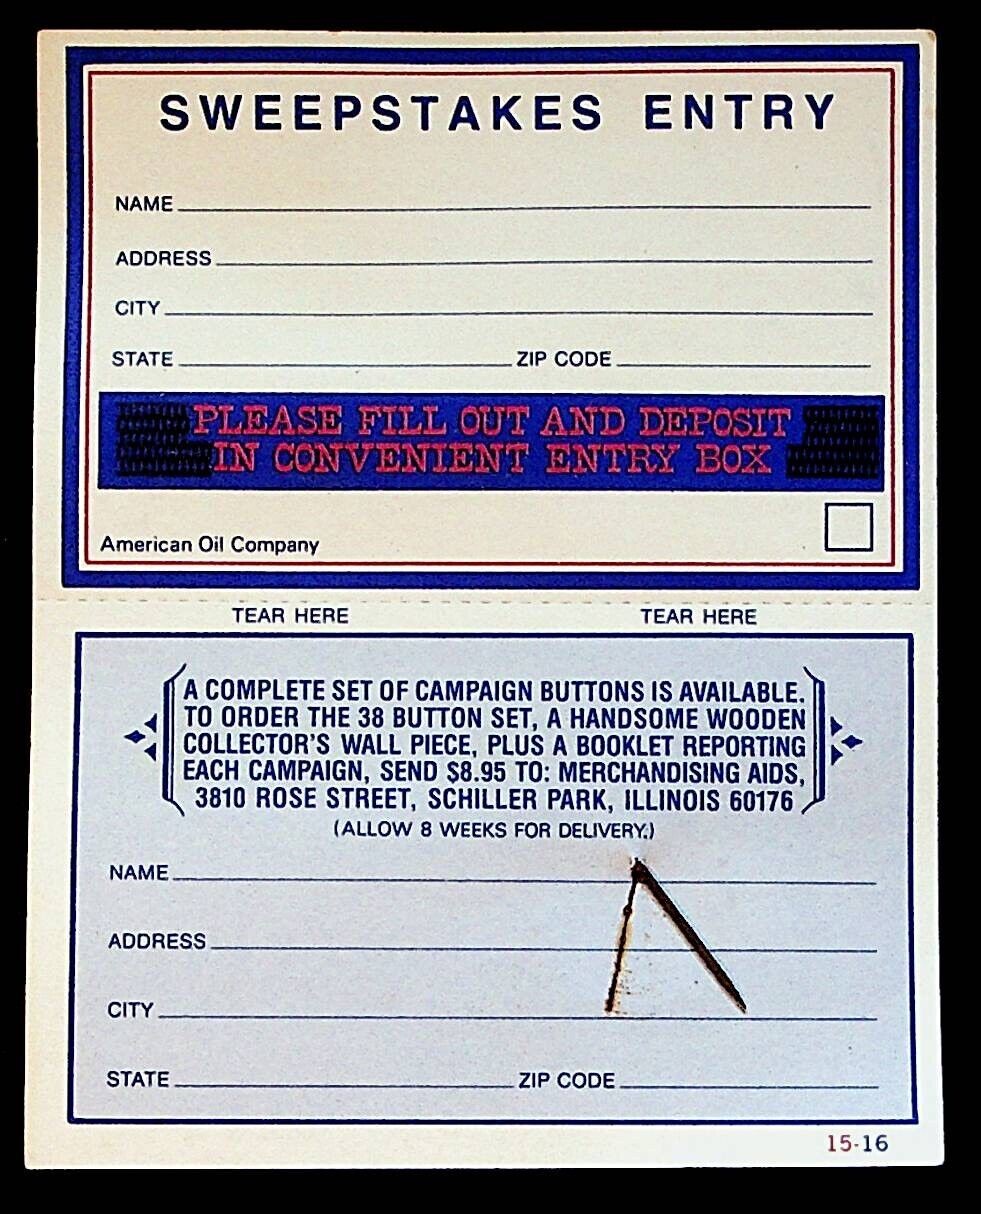 SWEEPSTAKES ENTRY
NAME
ADDRESS
CITY
STATE ZIP CODE
PLEASE FILL OUT AND DEPOSIT
IN CONVENIENT ENTRY BOX
American Oil Company
TEAR HERE TEAR HERE
A COMPLETE SET OF CAMPAIGN BUTTONS IS AVAILABLE.
TO ORDER THE 38 BUTTON SET, A HANDSOME WOODEN
COLLECTOR'S WALL PIECE, PLUS A BOOKLET REPORTING
EACH CAMPAIGN, SEND $8.95 TO: MERCHANDISING AIDS,
3810 ROSE STREET, SCHILLER PARK, ILLINOIS 60176
(ALLOW 8 WEEKS FOR DELIVERY.)
NAME
ADDRESS
CITY
STATE ZIP CODE
15-16